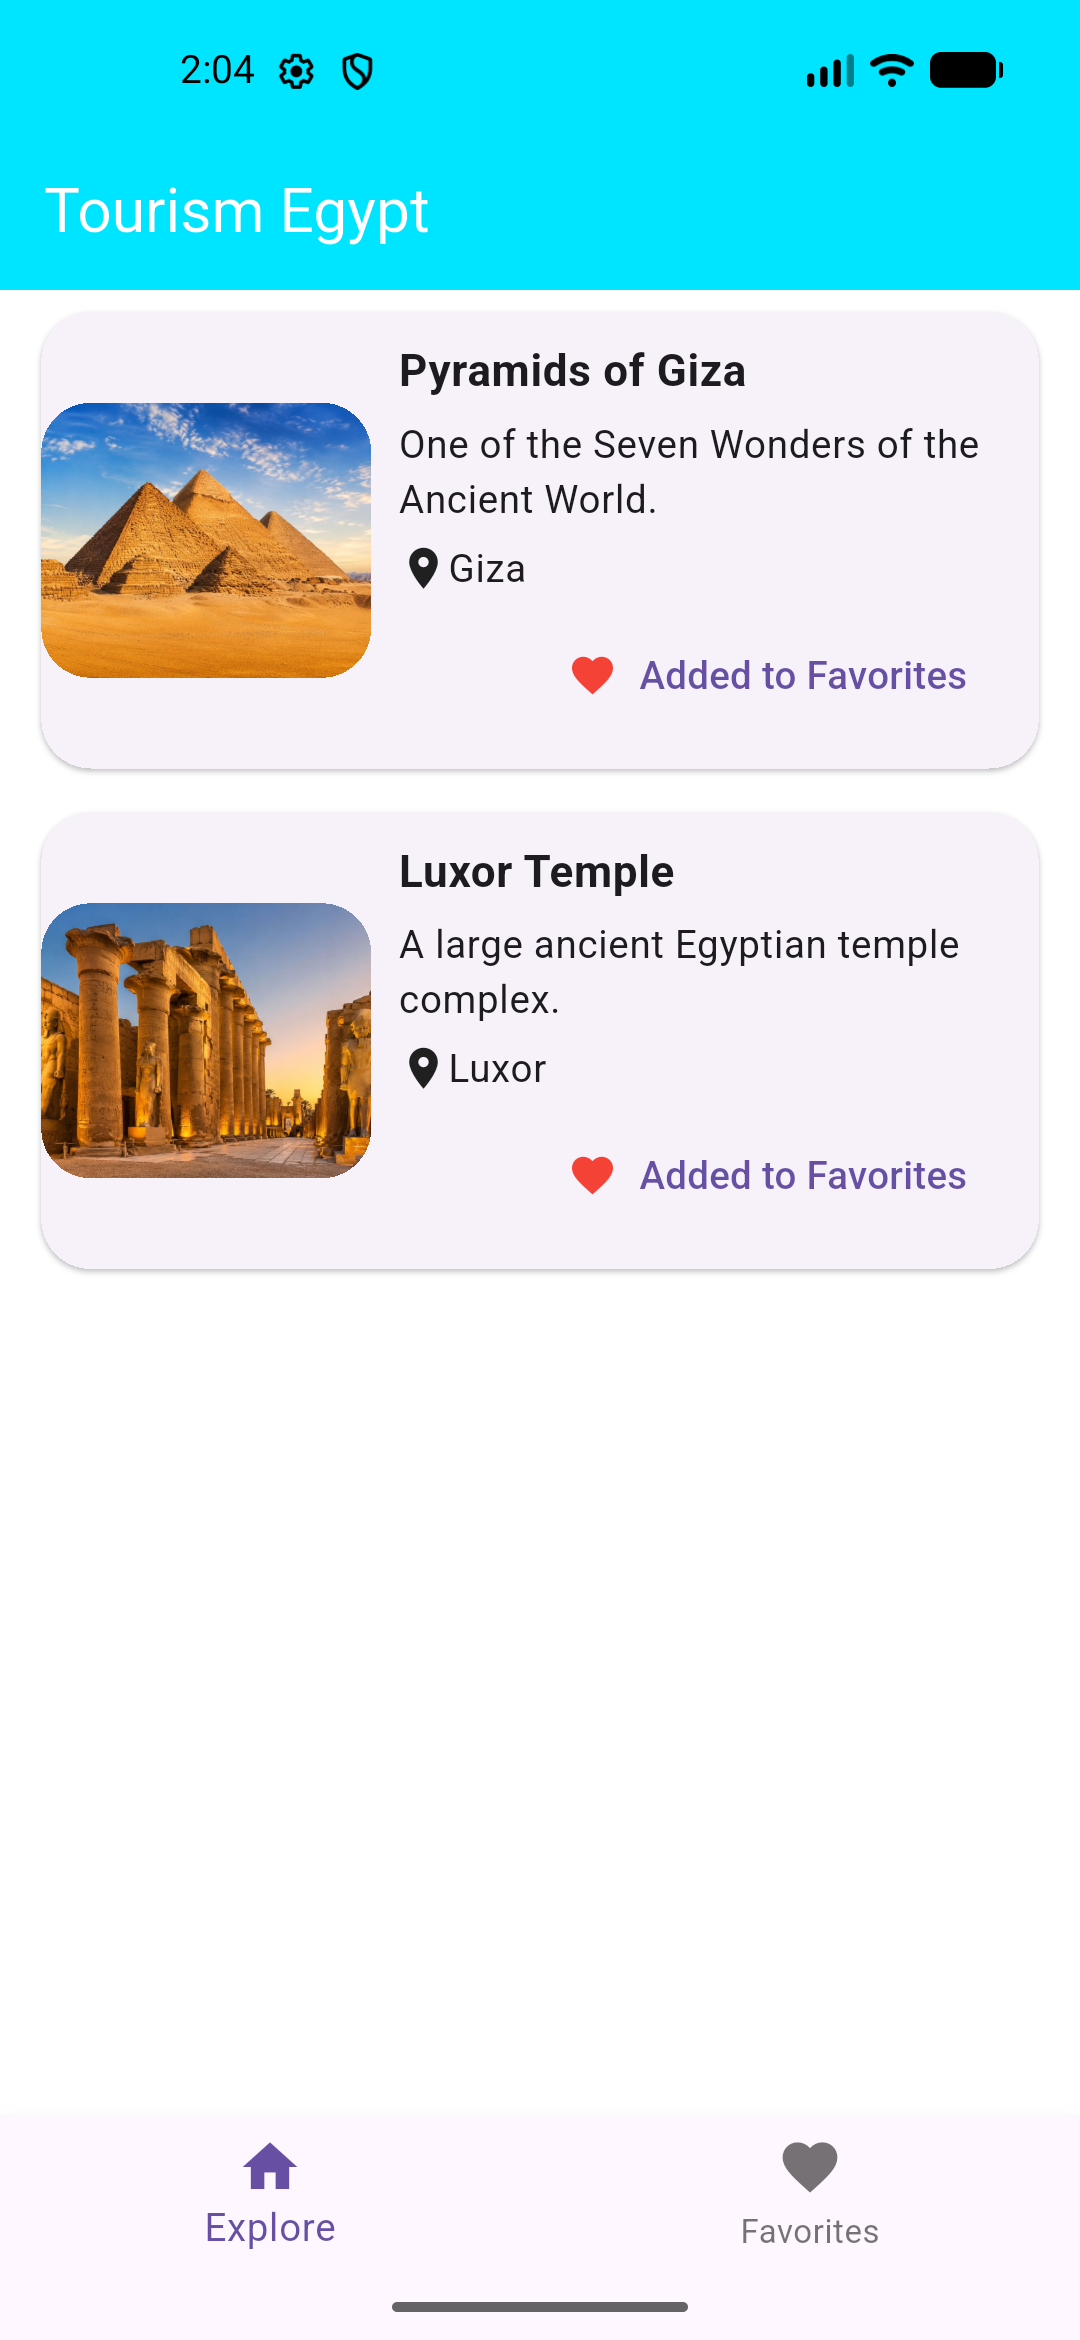 2:04
Tourism Egypt
Pyramids of Giza
One of the Seven Wonders of the
Ancient World.
Giza
Added to Favorites
Luxor Temple
A large ancient Egyptian temple
complex.
Luxor
Added to Favorites
Explore
Favorites